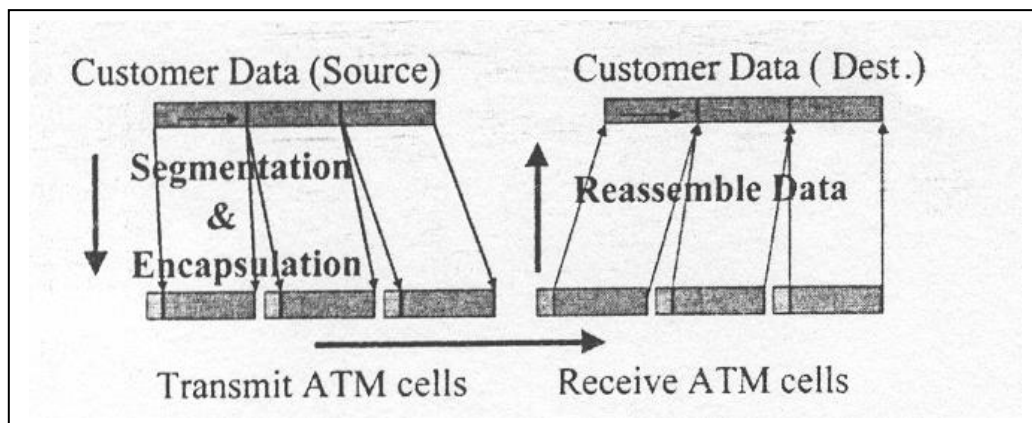 Customer Data (Source)
Customer Data ( Dest.)
Segmentation
&
Encapsulation
Reassemble Data
Transmit ATM cells
Receive ATM cells